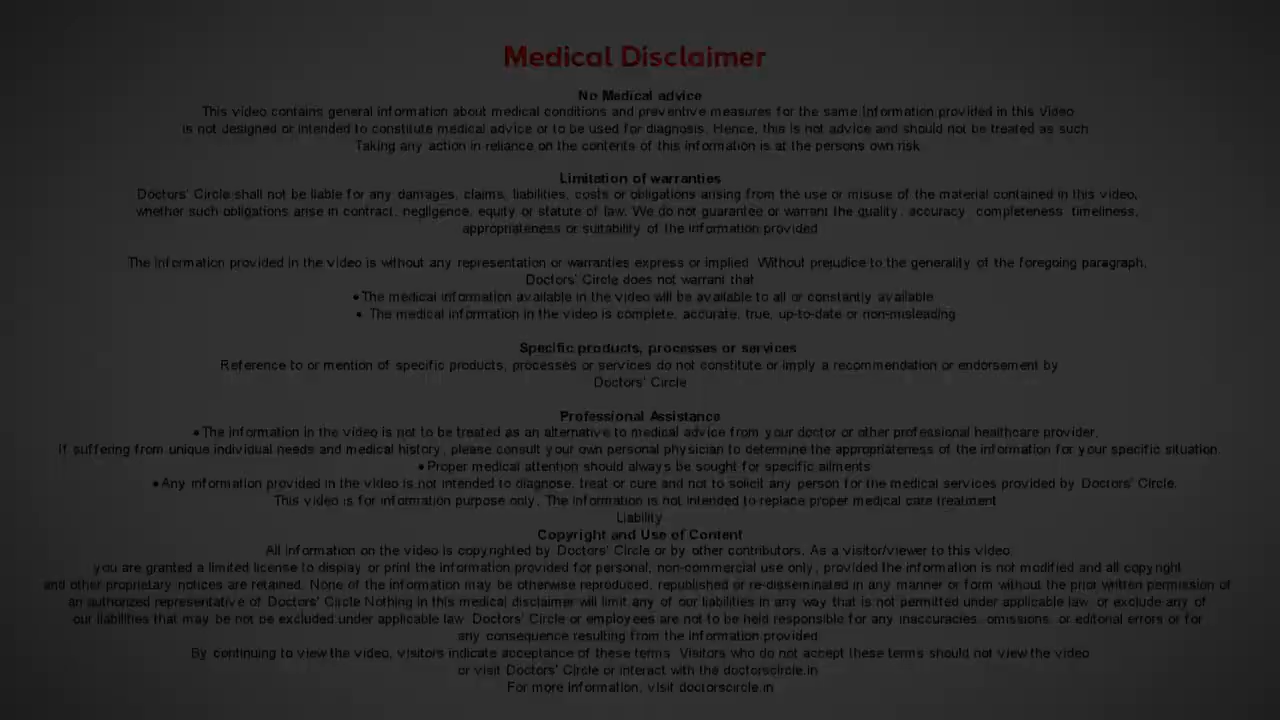 Medical Disclaimer
No Medical advice
This video contains general information about medical conditions and preventive measures for the same Information provided in this Video
is not designed or intended to constitute medical advice or to be used for diagnosis. Hence, this is not advice and should not be treated as such
Taking any action in reliance on the contents of this information is at the persons own risk
Limitation of warranties
Doctors' Circle shall not be liable for any damages, claims, liabilities, costs or obligations arising from the use or misuse of the material contained in this video,
whether such obligations arise in contract, negligence, equity or statute of law. We do not guarantee or warrant the quality, accuracy, completeness, timeliness,
appropriateness or suitability of the information provided
The Information provided in the video is without any representation or warranties express or implied. Without prejudice to the generality of the foregoing paragraph,
Doctors' Circle does not warrant that
• The medical information available in the video will be available to all or constantly available
• The medical information in the video is complete, accurate, true, up-to-date or non-misleading
Specific products, processes or services
Reference to or mention of specific products, processes or services do not constitute or imply a recommendation or endorsement by
Doctors' Circle
Professional Assistance
• The information in the video is not to be treated as an alternative to medical advice from your doctor or other professional healthcare provider.
If suffering from unique individual needs and medical history, please consult your own personal physician to determine the appropriateness of the information for your specific situation.
• Proper medical attention should always be sought for specific ailments
• Any information provided in the video is not intended to diagnose, treat or cure and not to solicit any person for the medical services provided by Doctors' Circle.
This video is for information purpose only. The information is not intended to replace proper medical care treatment
Liability
Copyright and Use of Content
All Information on the video is copyrighted by Doctors' Circle or by other contributors. As a visitor/viewer to this video,
you are granted a limited license to display or print the information provided for personal, non-commercial use only, provided the information is not modified and all copyright
and other proprietary notices are retained. None of the information may be otherwise reproduced, republished or re-disseminated in any manner or form without the prior written permission of
an authorized representative of Doctors' Circle Nothing in this medical disclaimer will limit any of our liabilities in any way that is not permitted under applicable law, or exclude any of
our liabilities that may be not be excluded under applicable law. Doctors' Circle or employees are not to be held responsible for any inaccuracies, omissions, or editorial errors or for
any consequence resulting from the information provided
By continuing to view the video, visitors indicate acceptance of these terms. Visitors who do not accept these terms should not view the video
or visit Doctors' Circle or interact with the doctorscircle.in
For more information, visit doctorscircle.in